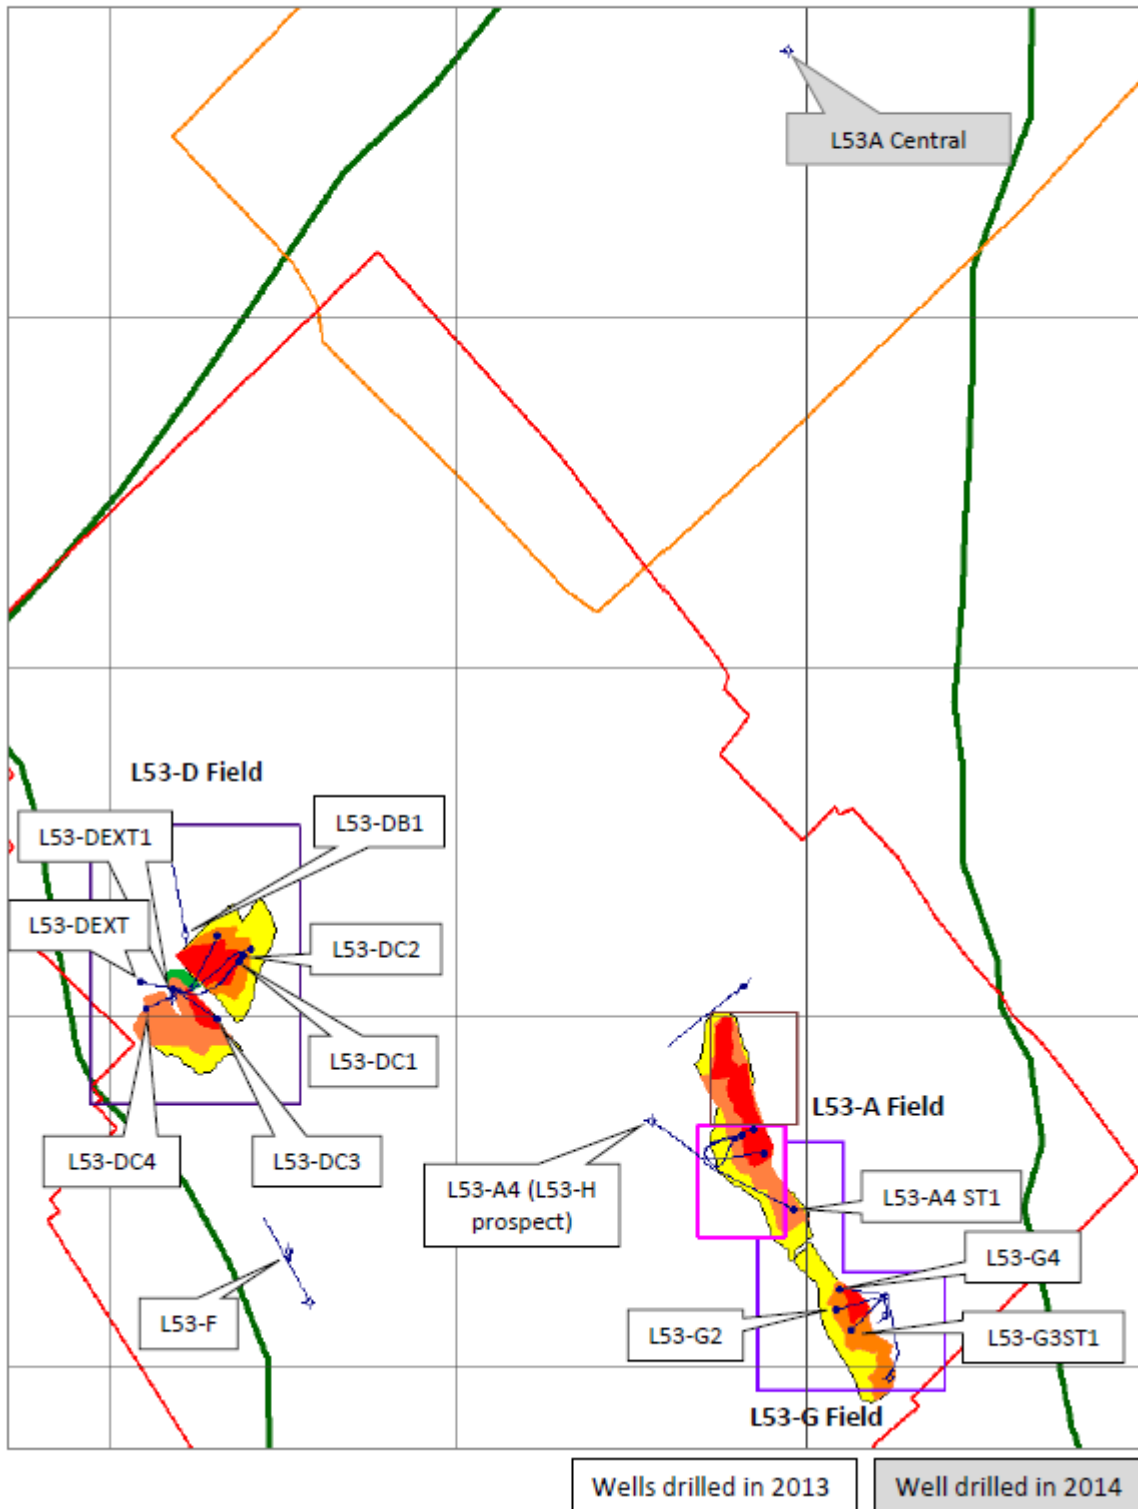 L53A Central
L53-D Field
L53-DEXT1
L53-DB1
L53-DEXT
L53-DC2
L53-DC1
L53-DC4
L53-DC3
L53-A Field
L53-A4 (L53-H
prospect)
L53-A4 ST1
L53-G4
L53-F
L53-G2
L53-G3ST1
L53-G Field
Wells drilled in 2013
Well drilled in 2014